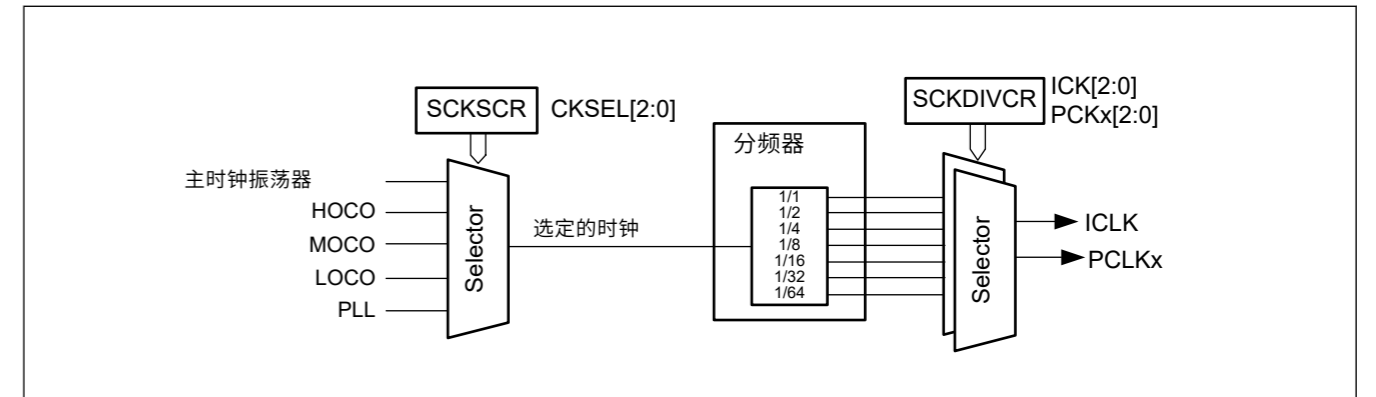 SCKSCR CKSEL[2:0]
SCKDIVCR
ICK[2:0]
PCKx[2:0]
主时钟振荡器
HOCO
MOCO
LOCO
PLL
Selector
选定的时钟
分频器
1/1
1/2
1/4
1/8
1/16
1/32
1/64
Selector
ICLK
PCLKx